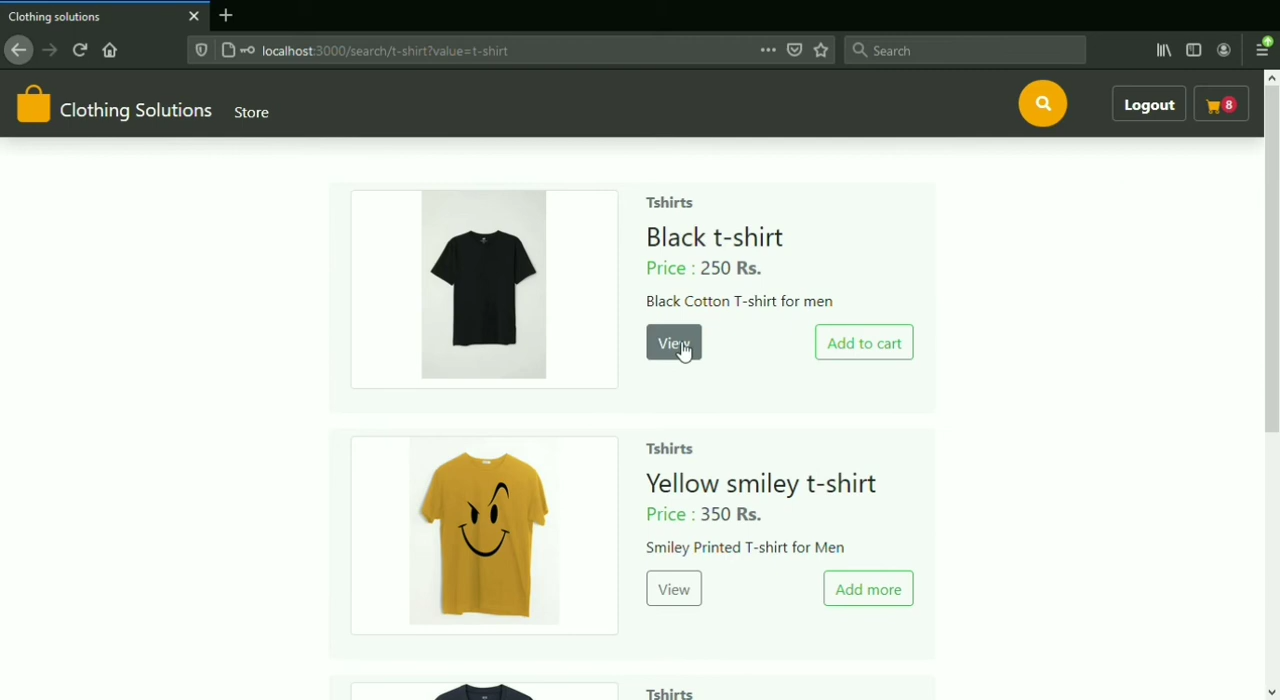 Clothing solutions
localhost:3000/search/t-shirt?value=t-shirt
Search
Clothing Solutions
Store
Logout
8
Tshirts
Black t-shirt
Price : 250 Rs.
Black Cotton T-shirt for men
View
Add to cart
Tshirts
Yellow smiley t-shirt
Price : 350 Rs.
Smiley Printed T-shirt for Men
View
Add more
Tshirts